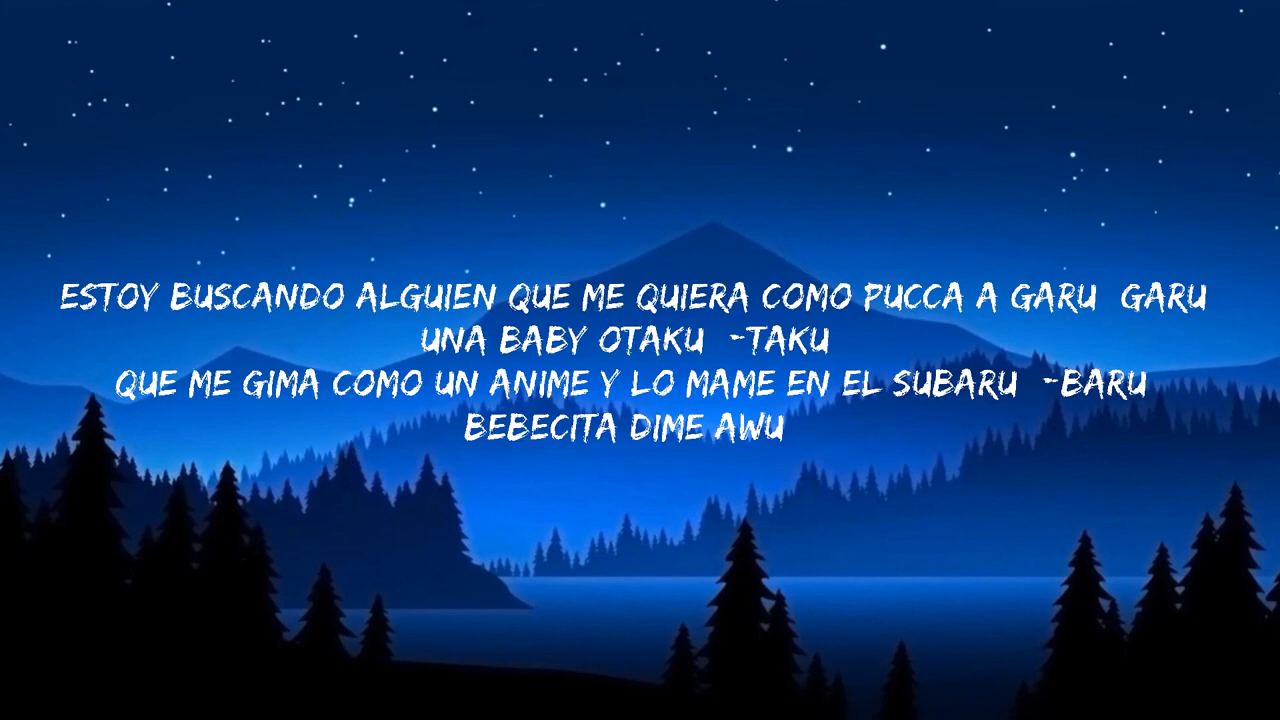 ESTOY BUSCANDO ALGUIEN QUE ME QUIERA COMO PUCCA A GARU GARU
UNA BABY OTAKU -TAKU
QUE ME GIMA COMO UN ANIME Y LO MAME EN EL SUBARU -BARU
BEBECITA DIME AWU